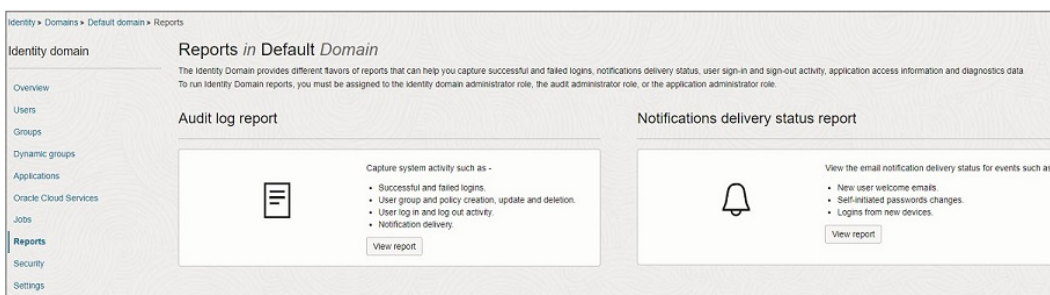 Identity » Domains » Default domain » Reports
Identity domain
Overview
Users
Groups
Dynamic groups
Applications
Oracle Cloud Services
Jobs
Reports
Security
Settings
Reports in Default Domain
The Identity Domain provides different flavors of reports that can help you capture successful and failed logins, notifications delivery status, user sign-in and sign-out activity, application access information and diagnostics data
To run Identity Domain reports, you must be assigned to the identity domain administrator role, the audit administrator role, or the application administrator role.
Audit log report
Capture system activity such as -
• Successful and failed logins.
• User group and policy creation, update and deletion.
• User log in and log out activity.
• Notification delivery.
View report
Notifications delivery status report
View the email notification delivery status for events such as
• New user welcome emails.
• Self-initiated passwords changes.
• Logins from new devices.
View report